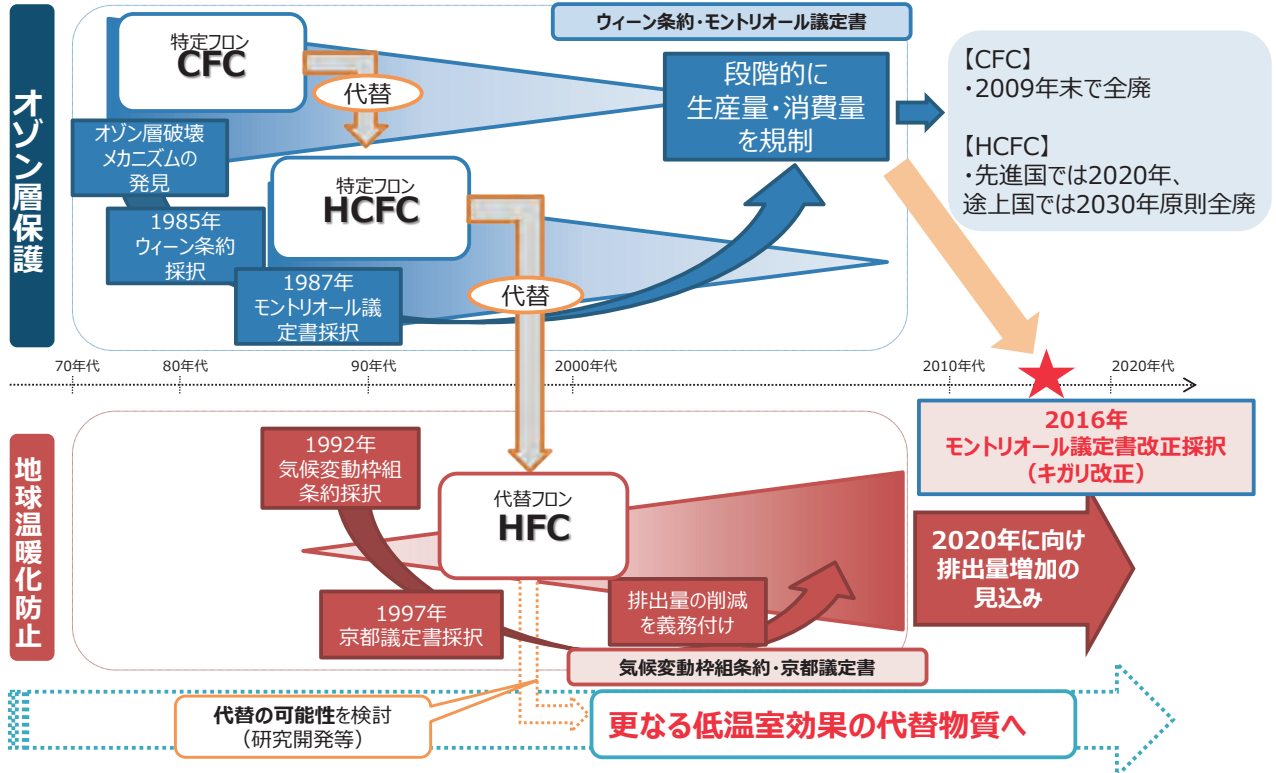 オゾン層保護
ウィーン条約・モントリオール議定書
特定フロン
CFC
代替
オゾン層破壊
メカニズムの
発見
1985年
ウィーン条約
採択
1987年
モントリオール議
定書採択
特定フロン
HCFC
代替
段階的に
生産量・消費量
を規制
【CFC】
・2009年末で全廃
【HCFC】
・先進国では2020年、
途上国では2030年原則全廃
70年代
80年代
90年代
2000年代
2010年代
2020年代
2016年
モントリオール議定書改正採択
（キガリ改正）
地球温暖化防止
1992年
気候変動枠組
条約採択
代替フロン
HFC
1997年
京都議定書採択
排出量の削減
を義務付け
気候変動枠組条約・京都議定書
2020年に向け
排出量増加の
見込み
代替の可能性を検討
（研究開発等）
更なる低温室効果の代替物質へ